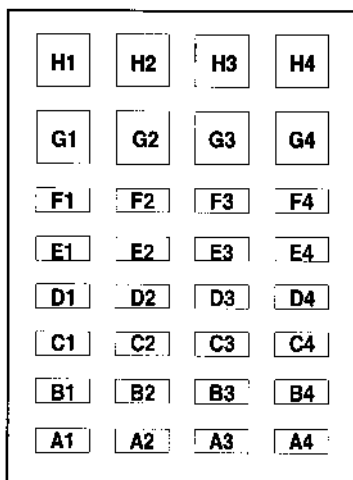 H1 H2 H3 H4
G1 G2 G3 G4
F1 F2 F3 F4
E1 E2 E3 E4
D1 D2 D3 D4
C1 C2 C3 C4
B1 B2 B3 B4
A1 A2 A3 A4